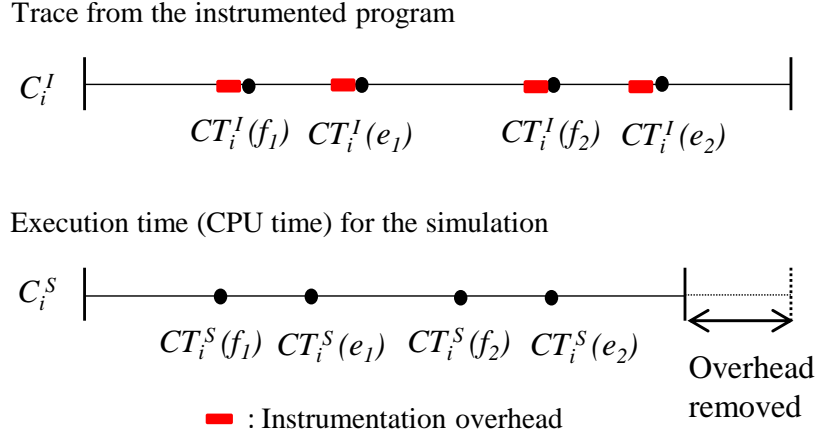 Trace from the instrumented program
C_i^I
CT_i^I(f_1) CT_i^I(e_1) CT_i^I(f_2) CT_i^I(e_2)
Execution time (CPU time) for the simulation
C_i^S
CT_i^S(f_1) CT_i^S(e_1) CT_i^S(f_2) CT_i^S(e_2)
Overhead
removed
: Instrumentation overhead